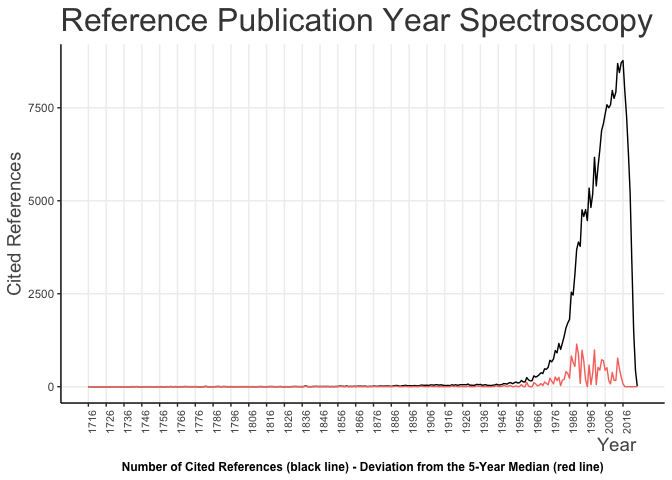 Reference Publication Year Spectroscopy
Cited References
7500
5000
2500
0
1716 1726 1736 1746 1756 1766 1776 1786 1796 1806 1816 1826 1836 1846 1856 1866 1876 1886 1896 1906 1916 1926 1936 1946 1956 1966 1976 1986 1996 2006 2016
Year
Number of Cited References (black line) - Deviation from the 5-Year Median (red line)